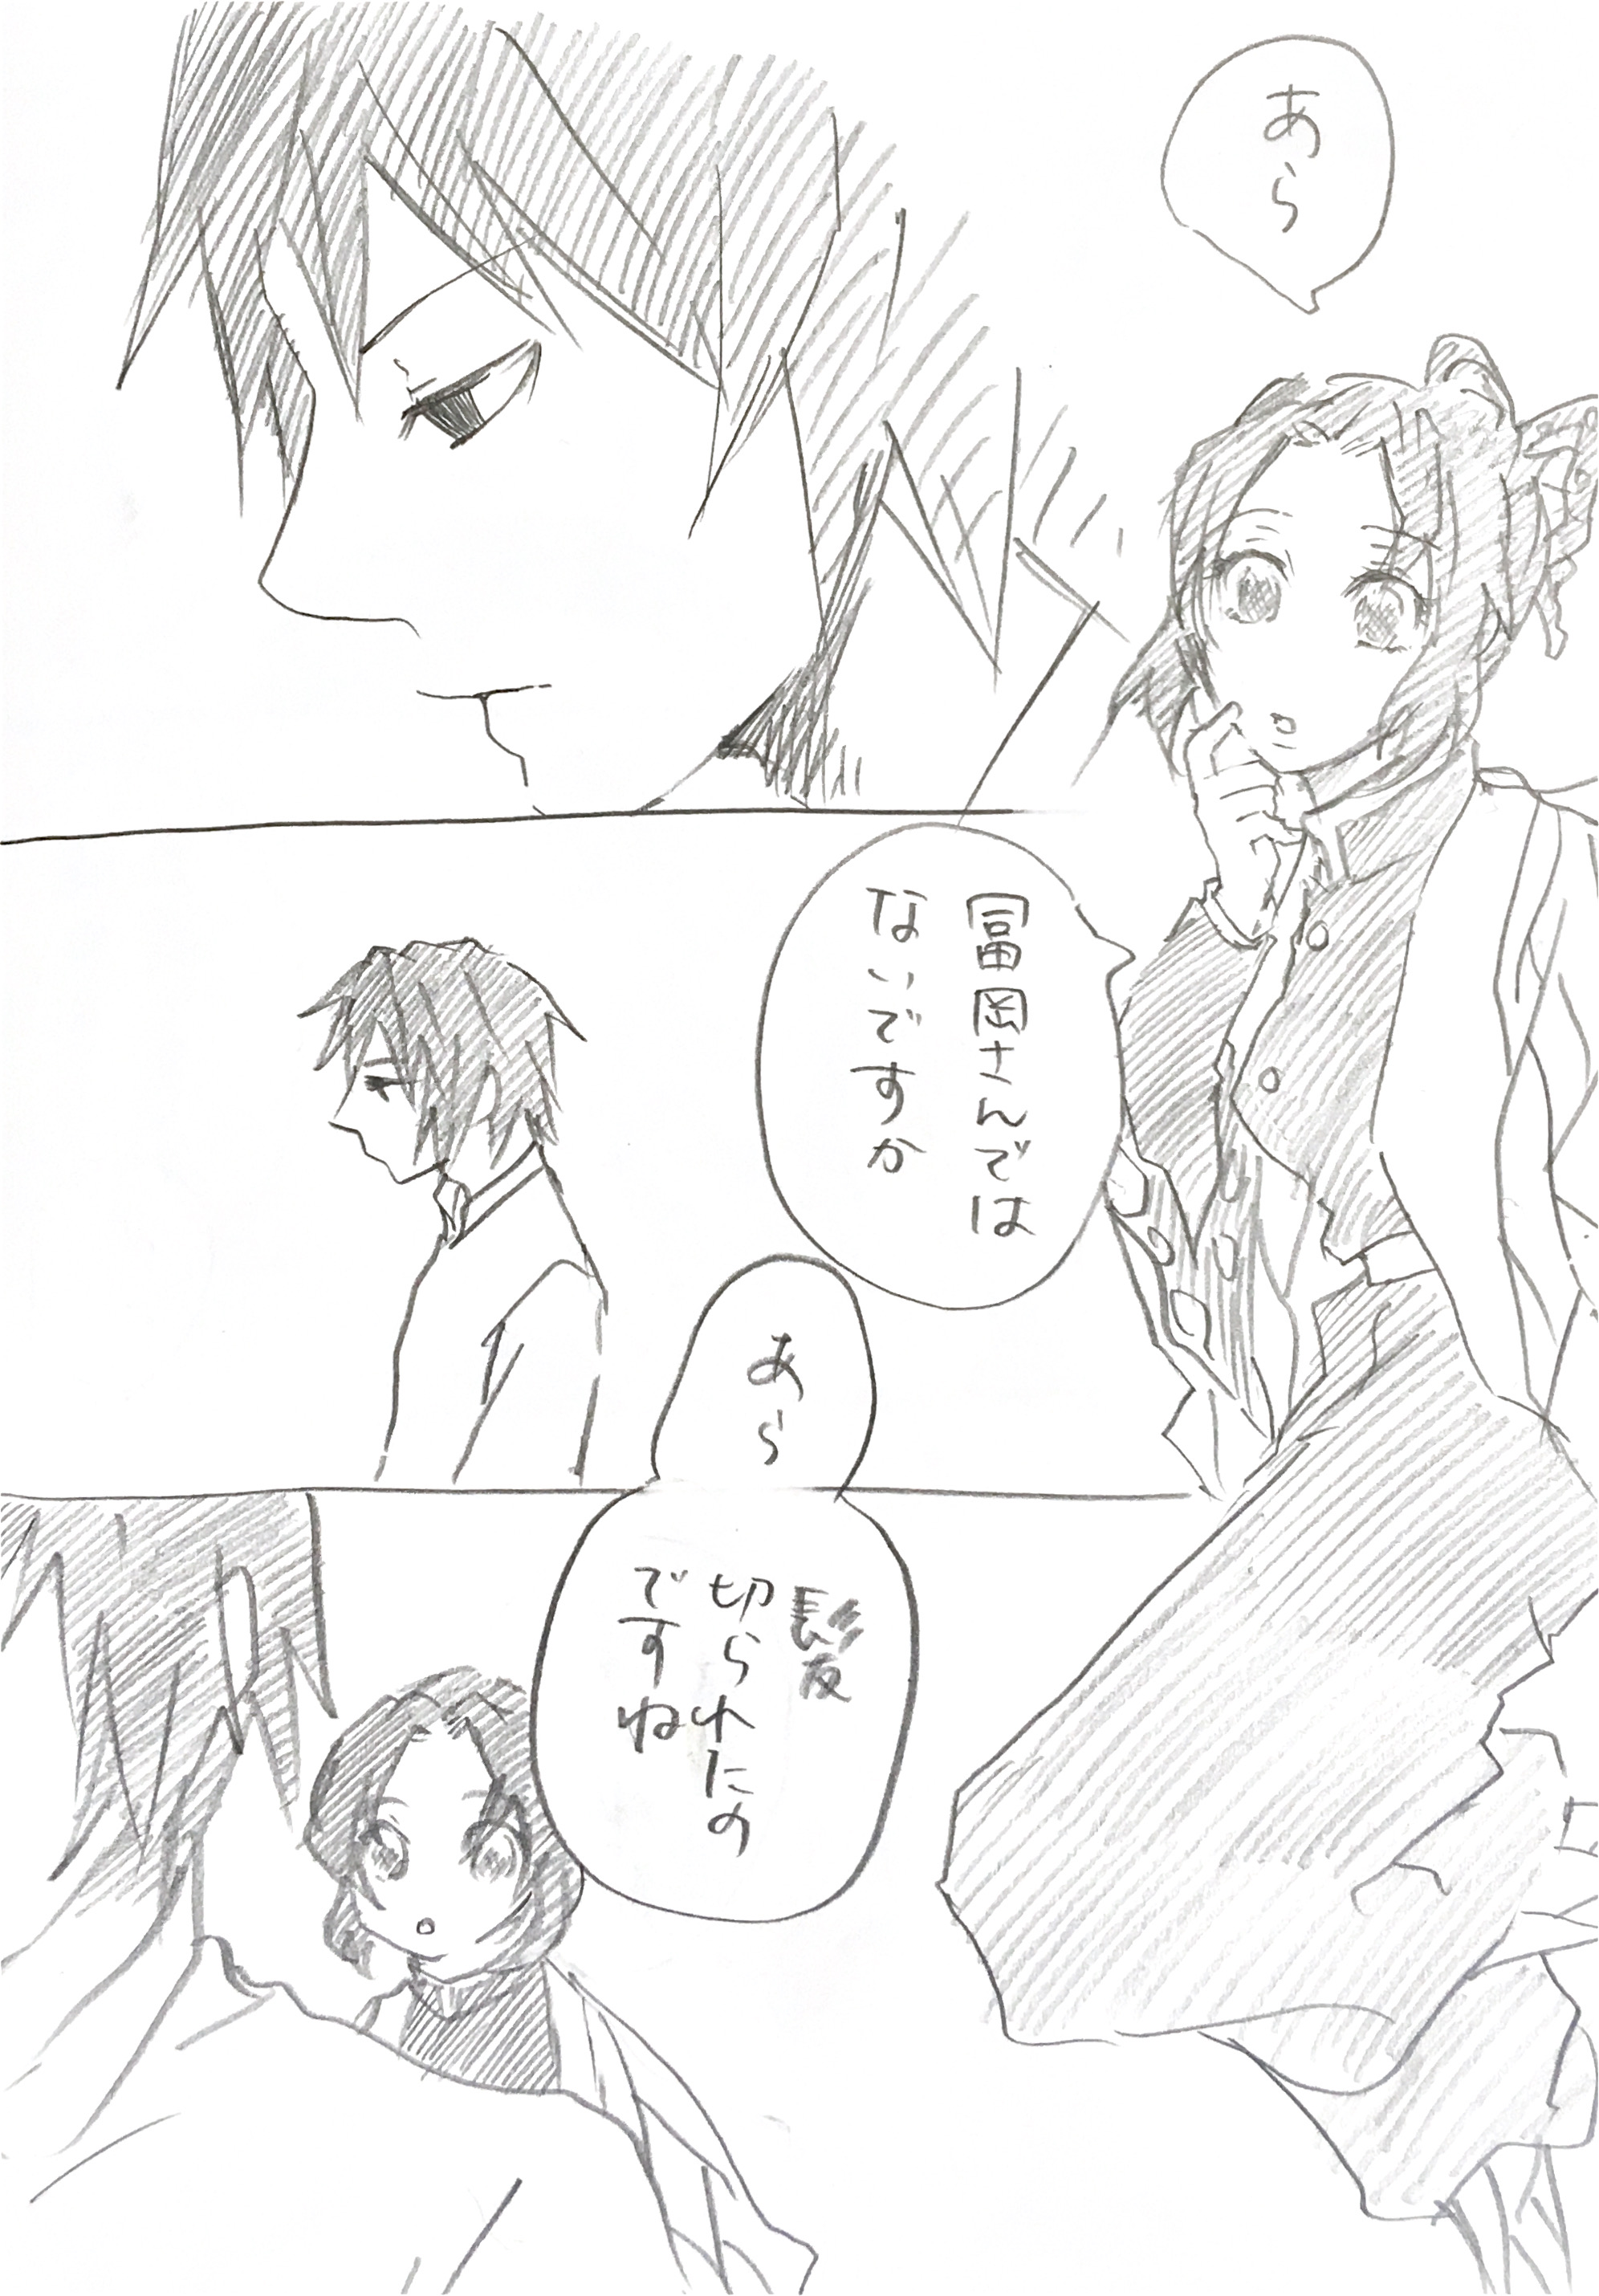 あら
冨岡さんでは
ないですか
あら
髪
切られたの
ですね